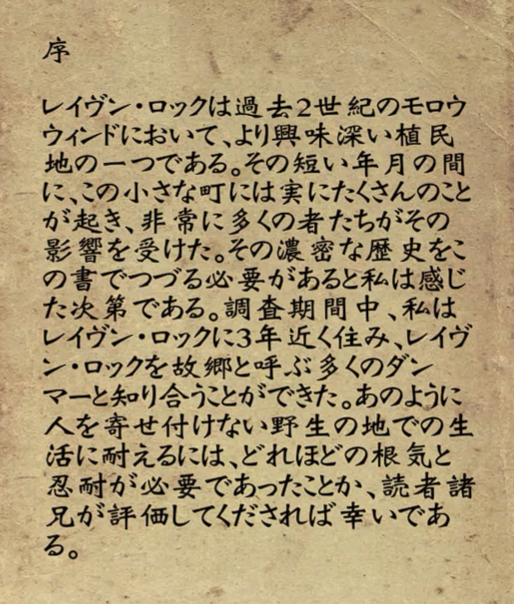 序
レイヴン・ロックは過去2世紀のモロウ
ウィンドにおいて、より興味深い植民
地の一つである。その短い年月の間
に、この小さな町には実にたくさんのこと
が起き、非常に多くの者たちがその
影響を受けた。その濃密な歴史をこ
の書でつづる必要があると私は感じ
た次第である。調査期間中、私は
レイヴン・ロックに3年近く住み、レイヴ
ン・ロックを故郷と呼ぶ多くのダン
マーと知り合うことができた。あのように
人を寄せ付けない野生の地での生
活に耐えるには、どれほどの根気と
忍耐が必要であったことか、読者諸
兄が評価してくだされば幸いであ
る。